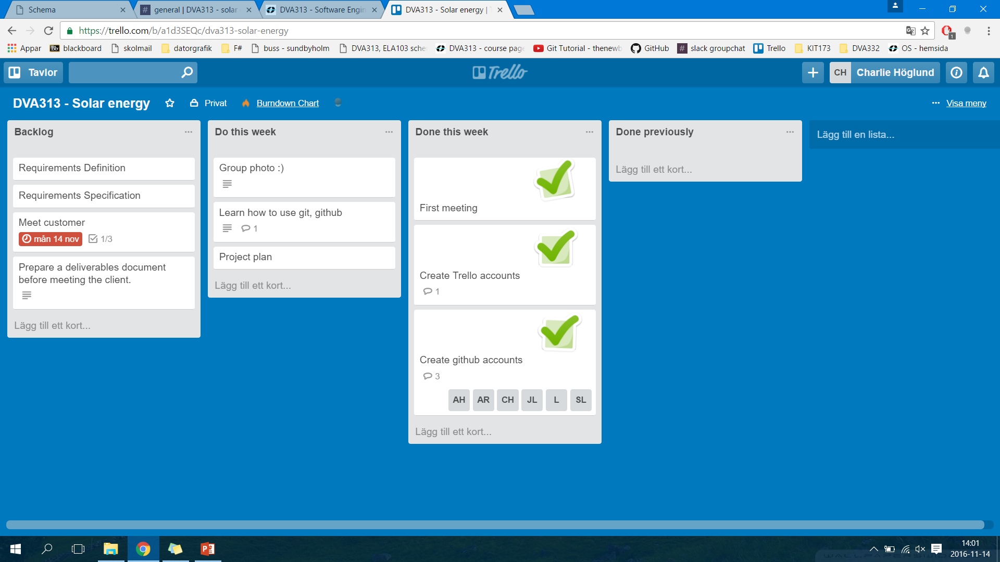 Schema
general | DVA313 - solar
DVA313 - Software Engin
DVA313 - Solar energy |
https://trello.com/b/a1d3SEQc/dva313-solar-energy
1
Appar
blackboard
skolmail
datorgrafik
F#
buss - sundbyholm
DVA313, ELA103 sche
DVA313 - course page
Git Tutorial - thenewb
GitHub
slack groupchat
Trello
KIT173
DVA332
OS - hemsida
Tavlor
Trello
CH Charlie Höglund
DVA313 - Solar energy
Privat
Burndown Chart
Visa meny
Backlog
Requirements Definition
Requirements Specification
Meet customer
mån 14 nov 1/3
Prepare a deliverables document
before meeting the client.
Lägg till ett kort...
Do this week
Group photo :)
Learn how to use git, github
1
Project plan
Lägg till ett kort...
Done this week
First meeting
Create Trello accounts
1
Create github accounts
3
AH AR CH JL L SL
Lägg till ett kort...
Done previously
Lägg till ett kort...
Lägg till en lista...
14:01
2016-11-14